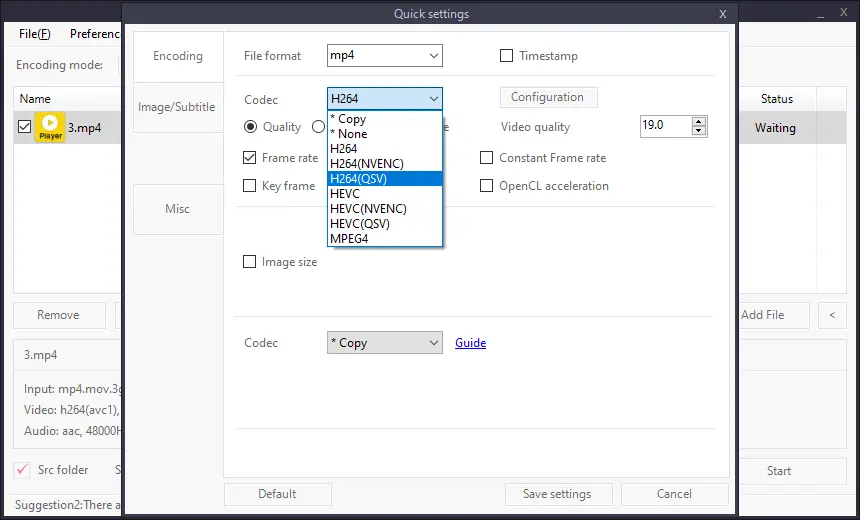 Quick settings
X
_ X
File(F) Preferenc
Encoding mode:
Name
Status
Player
3.mp4
Waiting
Remove
Add File
<
3.mp4
Input: mp4.mov.3g
Video: h264(avc1),
Audio: aac, 48000H
Src folder S
Start
Suggestion2:There a
Encoding
Image/Subtitle
Misc
File format mp4 Timestamp
Codec H264 Configuration
* Copy
Quality Video quality 19.0
* None
H264
Frame rate H264(NVENC) Constant Frame rate
H264(QSV)
Key frame OpenCL acceleration
HEVC
HEVC(NVENC)
HEVC(QSV)
MPEG4
Image size
Codec * Copy Guide
Default Save settings Cancel